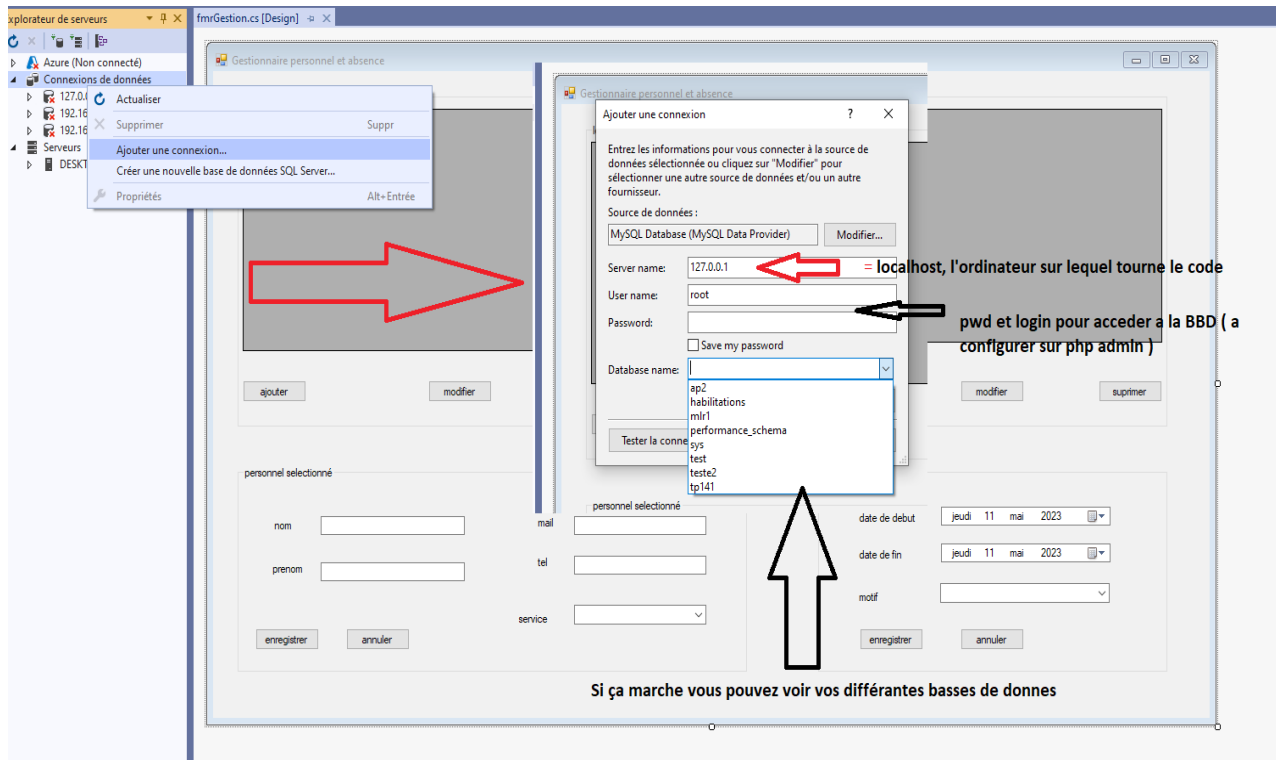 xplorateur de serveurs
fmrGestion.cs [Design]
Azure (Non connecté)
Connexions de données
127.0.
192.16
192.16
Serveurs
DESKT
Actualiser
Supprimer Suppr
Ajouter une connexion...
Créer une nouvelle base de données SQL Server...
Propriétés Alt+Entrée
Gestionnaire personnel et absence
Gestionnaire personnel et absence
Ajouter une connexion ? X
Entrez les informations pour vous connecter à la source de
données sélectionnée ou cliquez sur "Modifier" pour
sélectionner une autre source de données et/ou un autre
fournisseur.
Source de données :
MySQL Database (MySQL Data Provider) Modifier...
Server name: 127.0.0.1
= localhost, l'ordinateur sur lequel tourne le code
User name: root
Password:
pwd et login pour acceder a la BBD ( a
configurer sur php admin )
Save my password
Database name:
ap2
habilitations
mlr1
performance_schema
sys
test
teste2
tp141
Tester la conne
ajouter modifier modifier suprimer
personnel selectionné
personnel selectionné
nom mail date de debut jeudi 11 mai 2023
prenom tel date de fin jeudi 11 mai 2023
service motif
enregistrer annuler enregistrer annuler
Si ça marche vous pouvez voir vos différantes basses de donnes